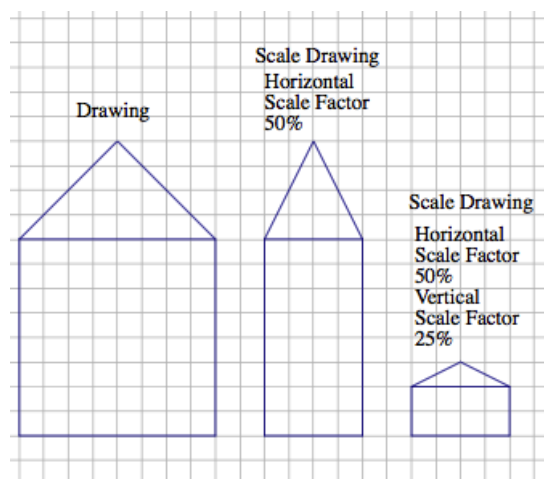 Drawing
Scale Drawing
Horizontal
Scale Factor
50%
Scale Drawing
Horizontal
Scale Factor
50%
Vertical
Scale Factor
25%